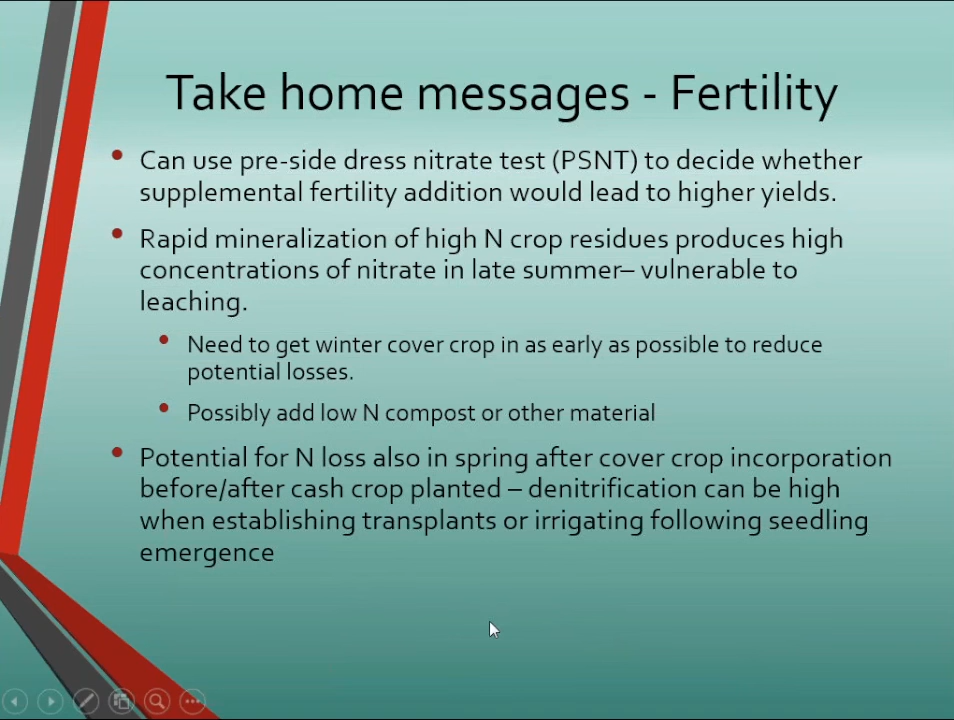 Take home messages - Fertility
• Can use pre-side dress nitrate test (PSNT) to decide whether
supplemental fertility addition would lead to higher yields.
• Rapid mineralization of high N crop residues produces high
concentrations of nitrate in late summer– vulnerable to
leaching.
• Need to get winter cover crop in as early as possible to reduce
potential losses.
• Possibly add low N compost or other material
• Potential for N loss also in spring after cover crop incorporation
before/after cash crop planted – denitrification can be high
when establishing transplants or irrigating following seedling
emergence